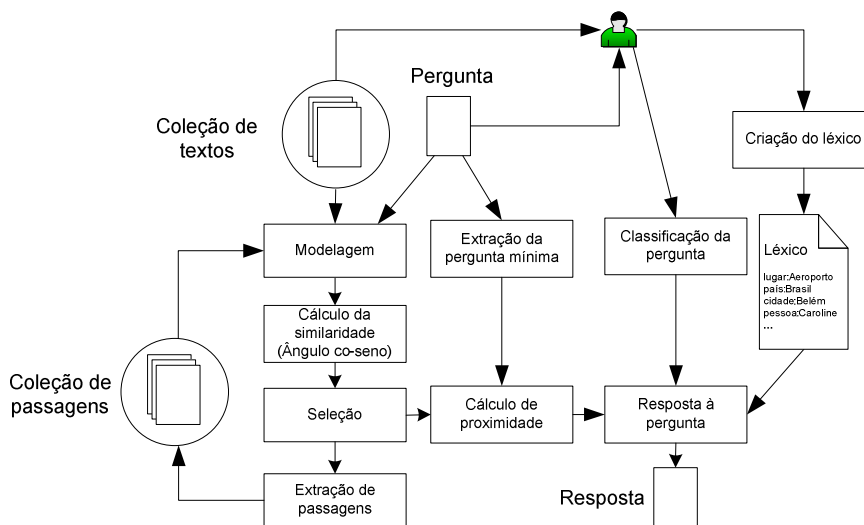 Pergunta
Coleção de
textos
Criação do léxico
Modelagem
Extração da
pergunta mínima
Classificação da
pergunta
Léxico
lugar:Aeroporto
país:Brasil
cidade:Belém
pessoa:Caroline
...
Cálculo da
similaridade
(Ângulo co-seno)
Coleção de
passagens
Seleção
Cálculo de
proximidade
Resposta à
pergunta
Extração de
passagens
Resposta